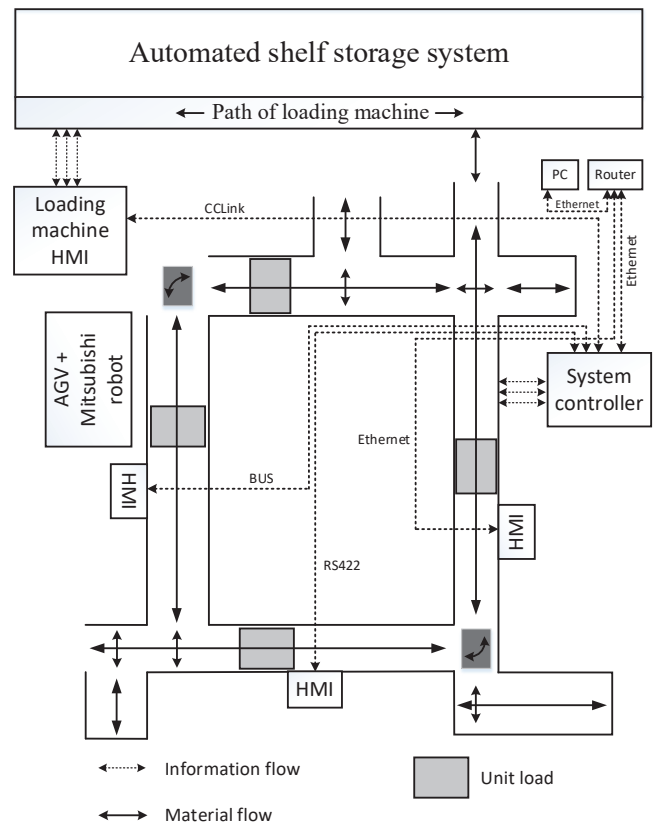 Automated shelf storage system
Path of loading machine
PC
Router
Ethernet
Ethernet
Loading
machine
HMI
CCLink
AGV +
Mitsubishi
robot
System
controller
Ethernet
HMI
BUS
HMI
RS422
HMI
Information flow
Unit load
Material flow